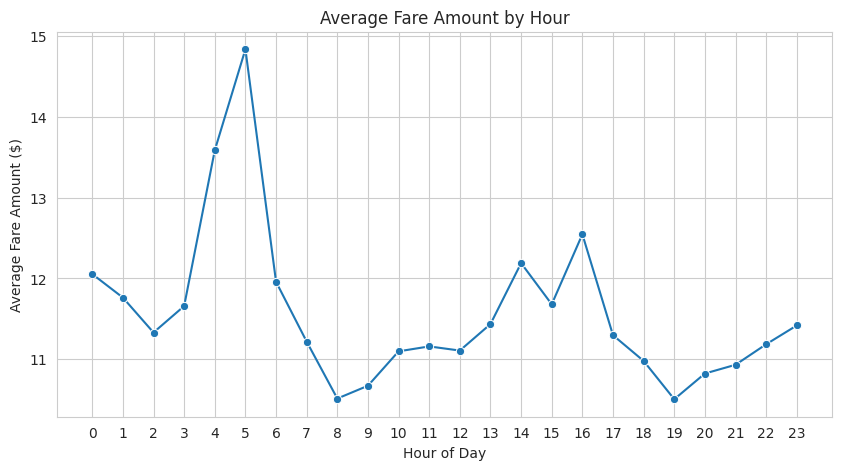 Average Fare Amount by Hour
15
14
13
12
11
Average Fare Amount ($)
0 1 2 3 4 5 6 7 8 9 10 11 12 13 14 15 16 17 18 19 20 21 22 23
Hour of Day